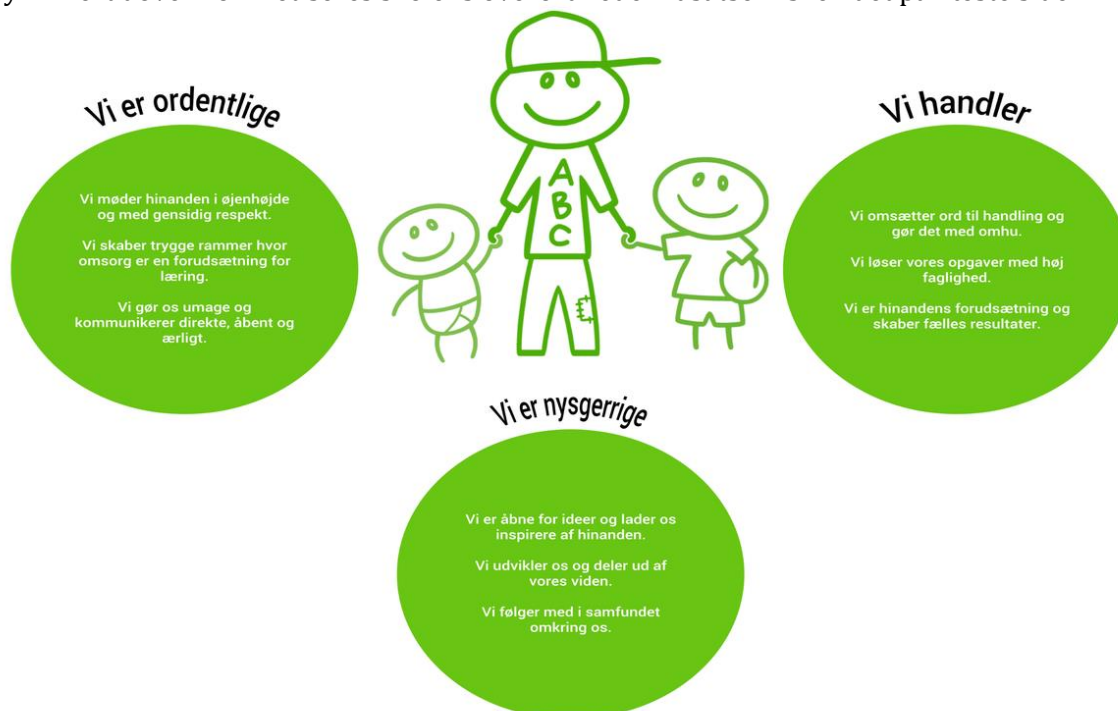 Vi er ordentlige
Vi møder hinanden i øjenhøjde
og med gensidig respekt.
Vi skaber trygge rammer hvor
omsorg er en forudsætning for
læring.
Vi gør os umage og
kommunikerer direkte, åbent og
ærligt.
A
B
C
Vi handler
Vi omsætter ord til handling og
gør det med omhu.
Vi løser vores opgaver med høj
faglighed.
Vi er hinandens forudsætning og
skaber fælles resultater.
Vi er nysgerrige
Vi er åbne for ideer og lader os
inspirere af hinanden.
Vi udvikler os og deler ud af
vores viden.
Vi følger med i samfundet
omkring os.